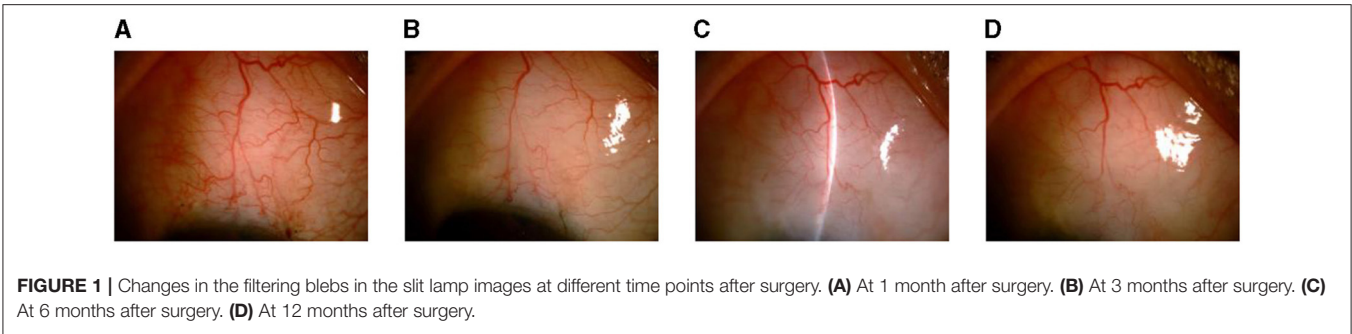 A B C D
FIGURE 1 | Changes in the filtering blebs in the slit lamp images at different time points after surgery. (A) At 1 month after surgery. (B) At 3 months after surgery. (C)
At 6 months after surgery. (D) At 12 months after surgery.